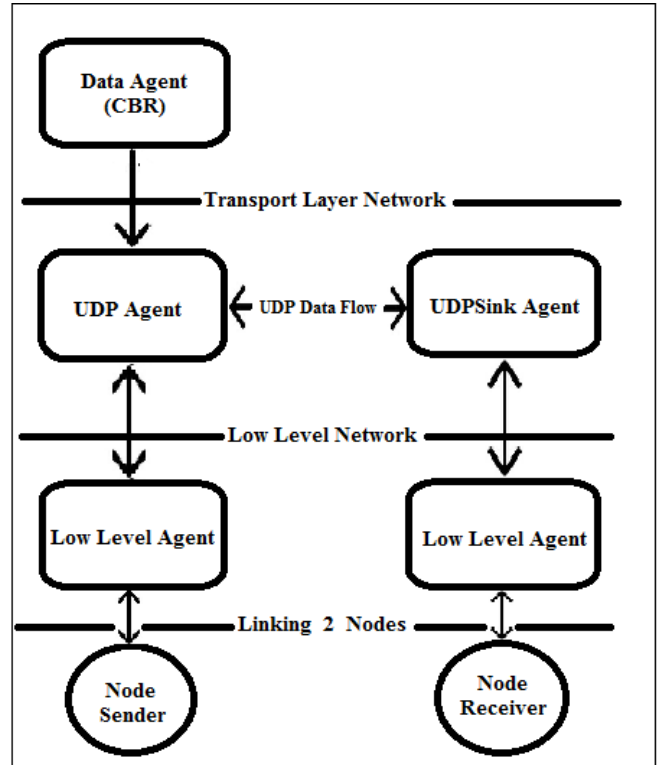 Data Agent
(CBR)
Transport Layer Network
UDP Agent
UDP Data Flow
UDPSink Agent
Low Level Network
Low Level Agent
Low Level Agent
Linking 2 Nodes
Node
Sender
Node
Receiver